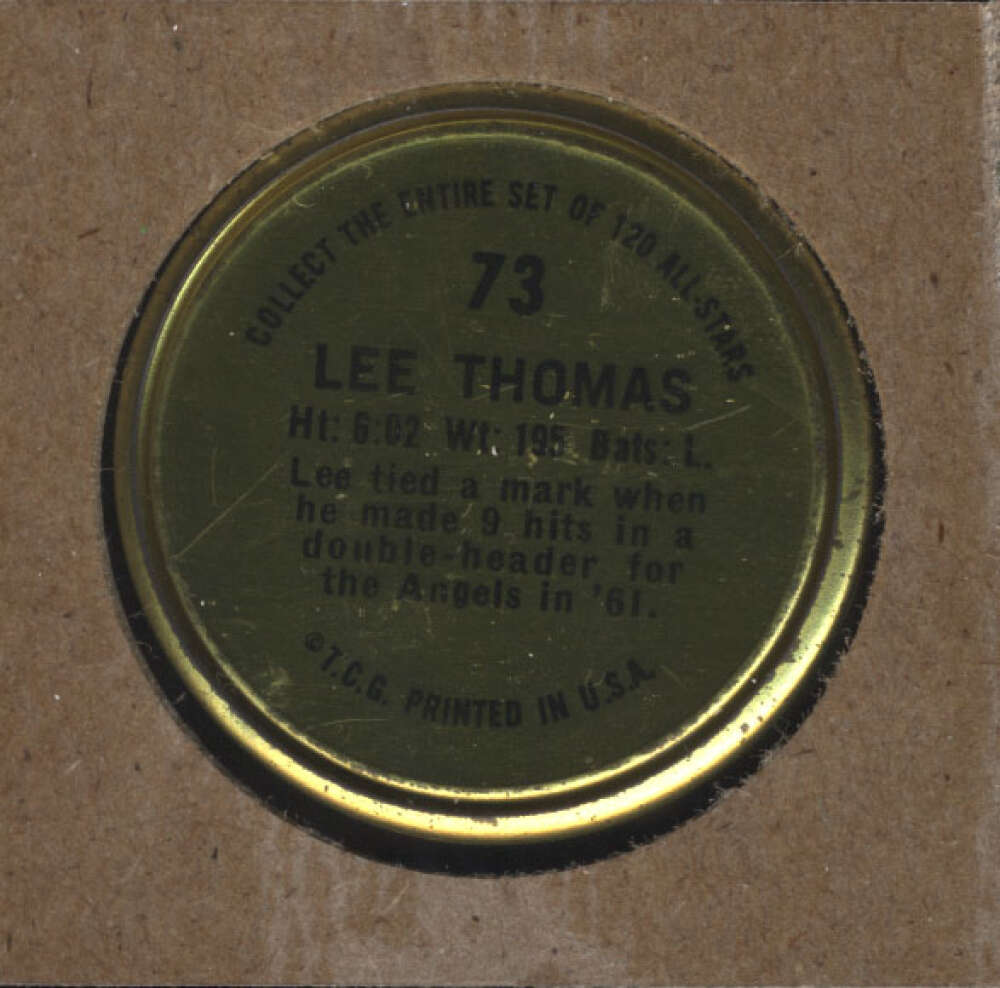 COLLECT THE ENTIRE SET OF 120 ALL-STARS
73
LEE THOMAS
Ht: 6:02 Wt: 195 Bats: L.
Lee tied a mark when
he made 9 hits in a
double-header for
the Angels in '61.
©T.C.G. PRINTED IN U.S.A.